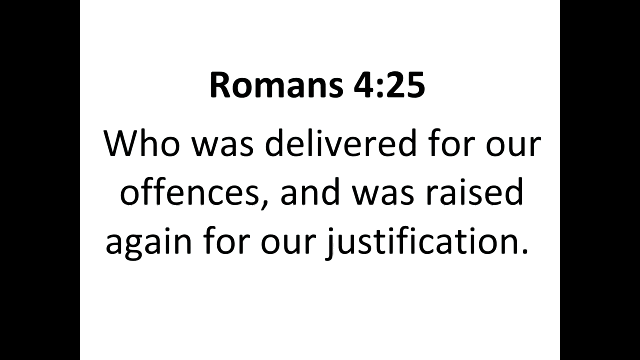 Romans 4:25
Who was delivered for our
offences, and was raised
again for our justification.